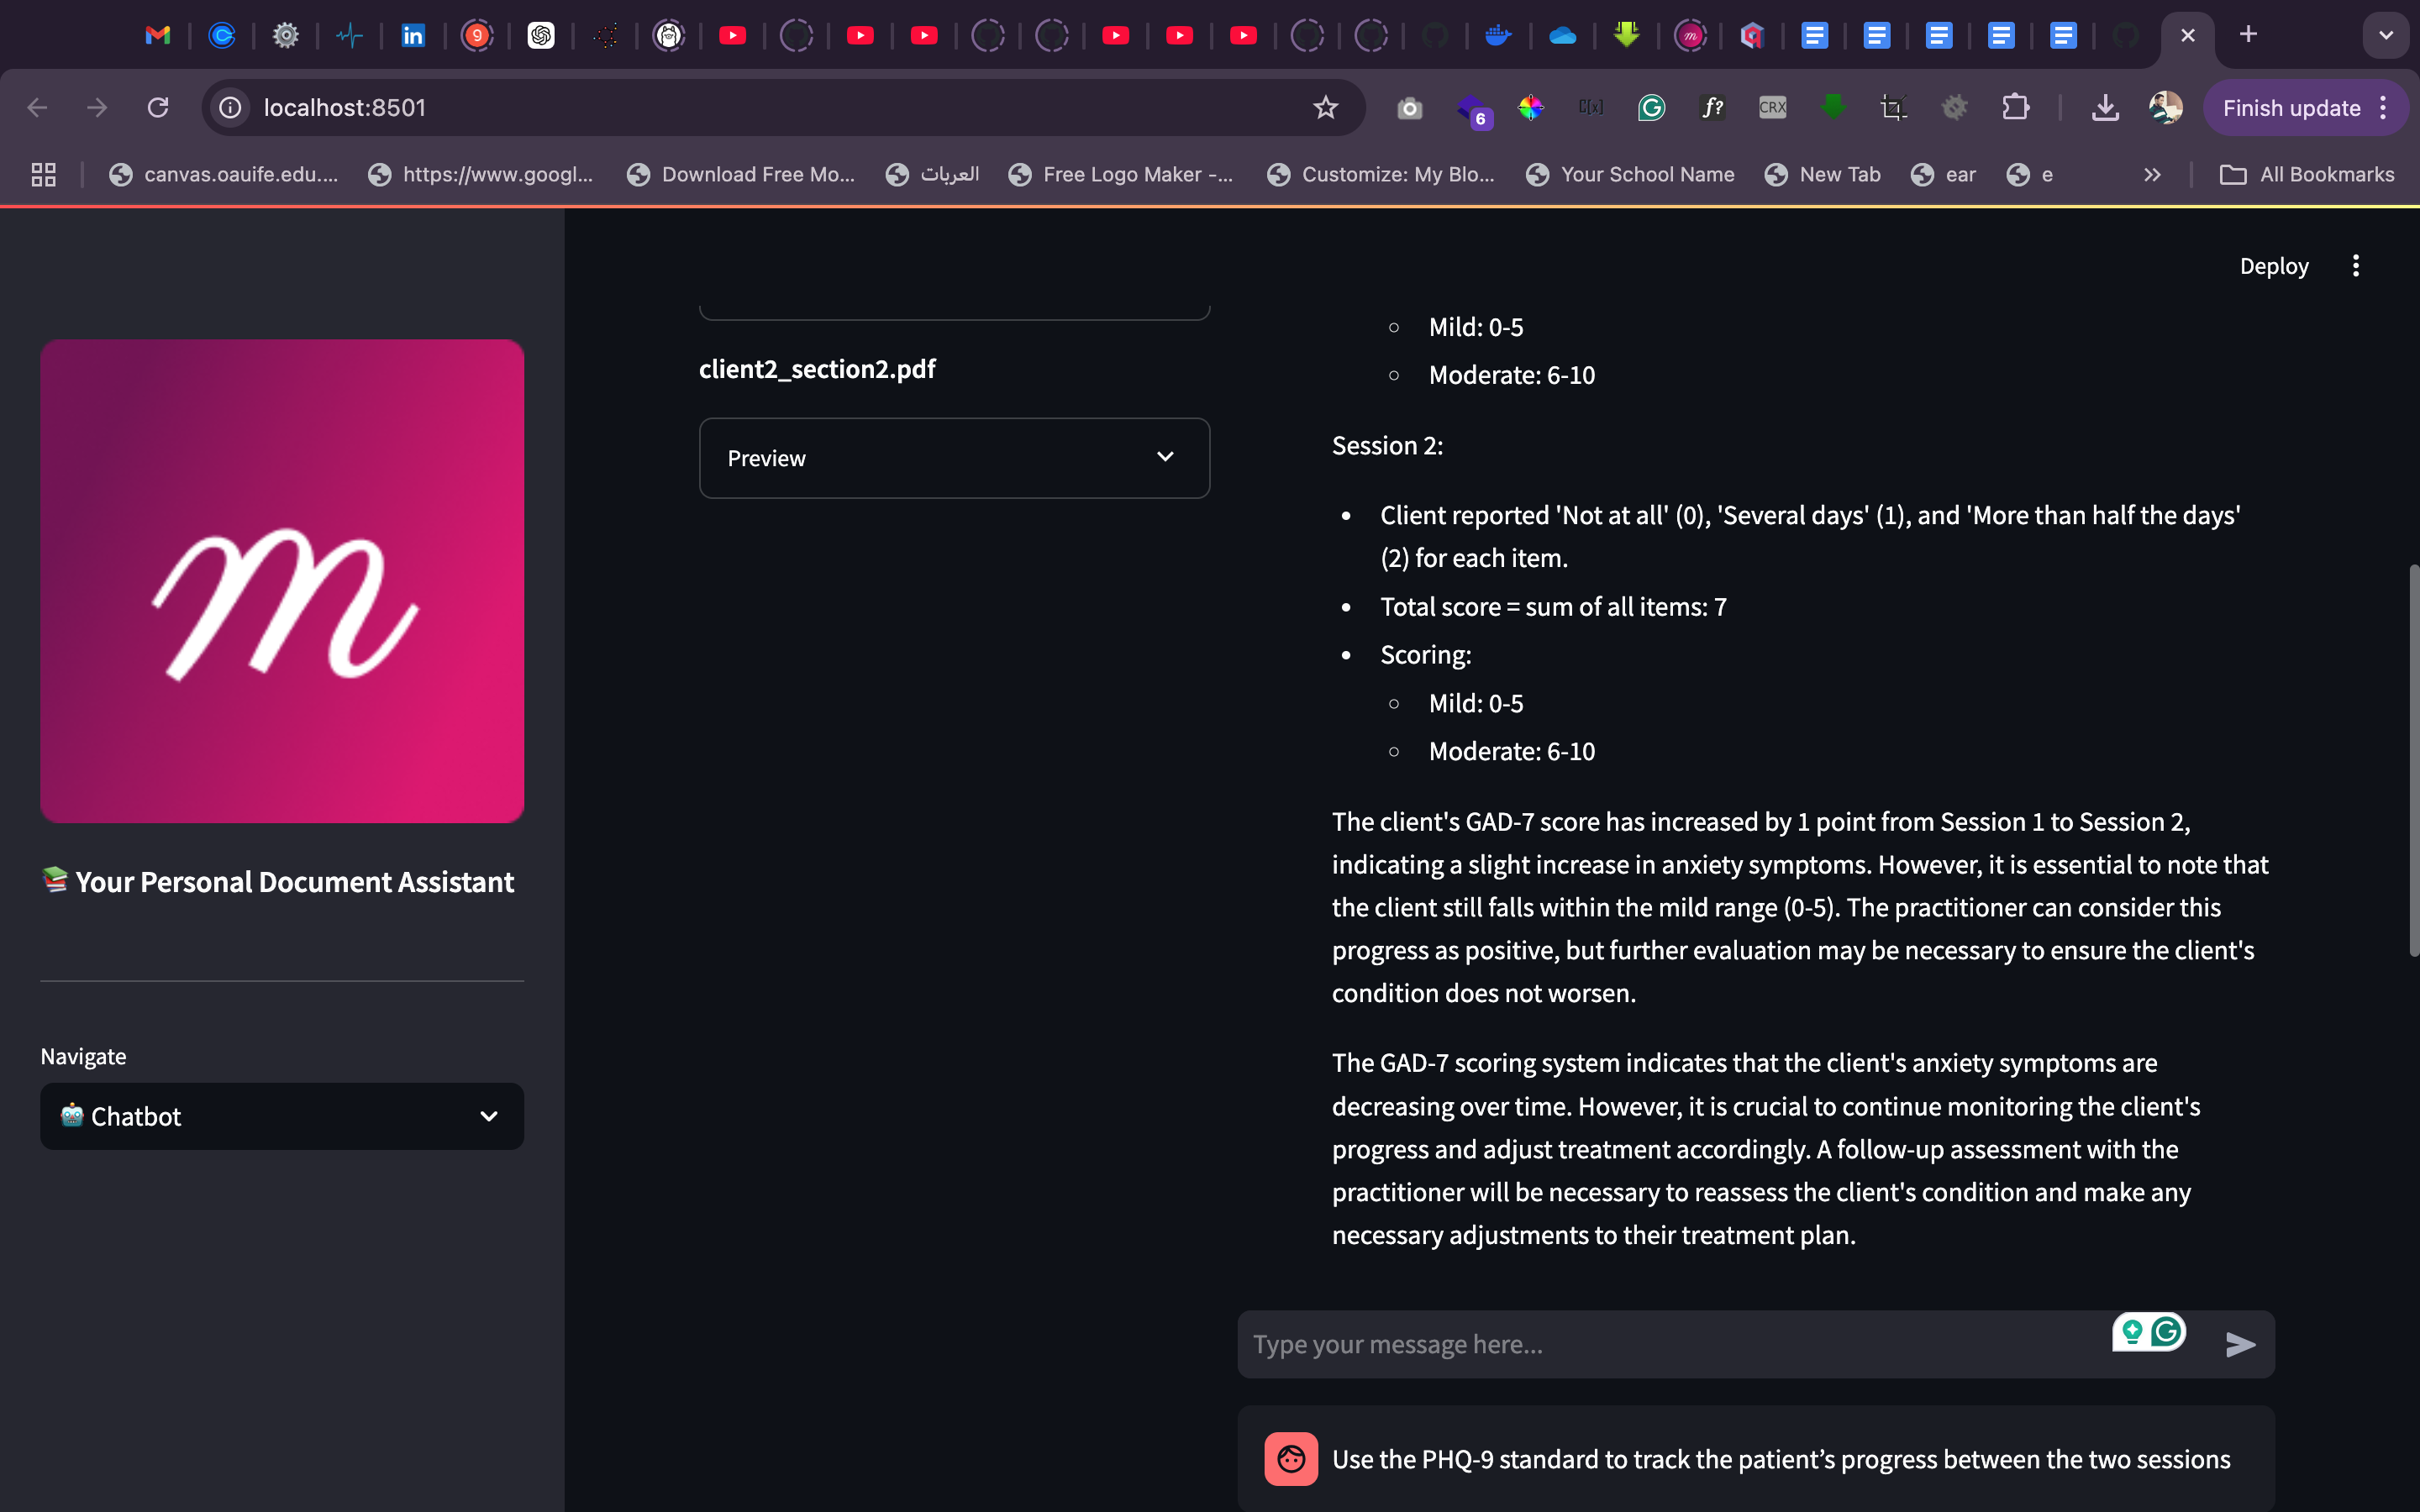 9
localhost:8501
6
f?
CRX
Finish update
canvas.oauife.edu....
https://www.googl...
Download Free Mo...
العربات
Free Logo Maker -...
Customize: My Blo...
Your School Name
New Tab
ear
e
All Bookmarks
Deploy
m
📚 Your Personal Document Assistant
Navigate
🤖 Chatbot
client2_section2.pdf
Preview
Mild: 0-5
Moderate: 6-10
Session 2:
Client reported 'Not at all' (0), 'Several days' (1), and 'More than half the days'
(2) for each item.
Total score = sum of all items: 7
Scoring:
Mild: 0-5
Moderate: 6-10
The client's GAD-7 score has increased by 1 point from Session 1 to Session 2,
indicating a slight increase in anxiety symptoms. However, it is essential to note that
the client still falls within the mild range (0-5). The practitioner can consider this
progress as positive, but further evaluation may be necessary to ensure the client's
condition does not worsen.
The GAD-7 scoring system indicates that the client's anxiety symptoms are
decreasing over time. However, it is crucial to continue monitoring the client's
progress and adjust treatment accordingly. A follow-up assessment with the
practitioner will be necessary to reassess the client's condition and make any
necessary adjustments to their treatment plan.
Type your message here...
Use the PHQ-9 standard to track the patient’s progress between the two sessions